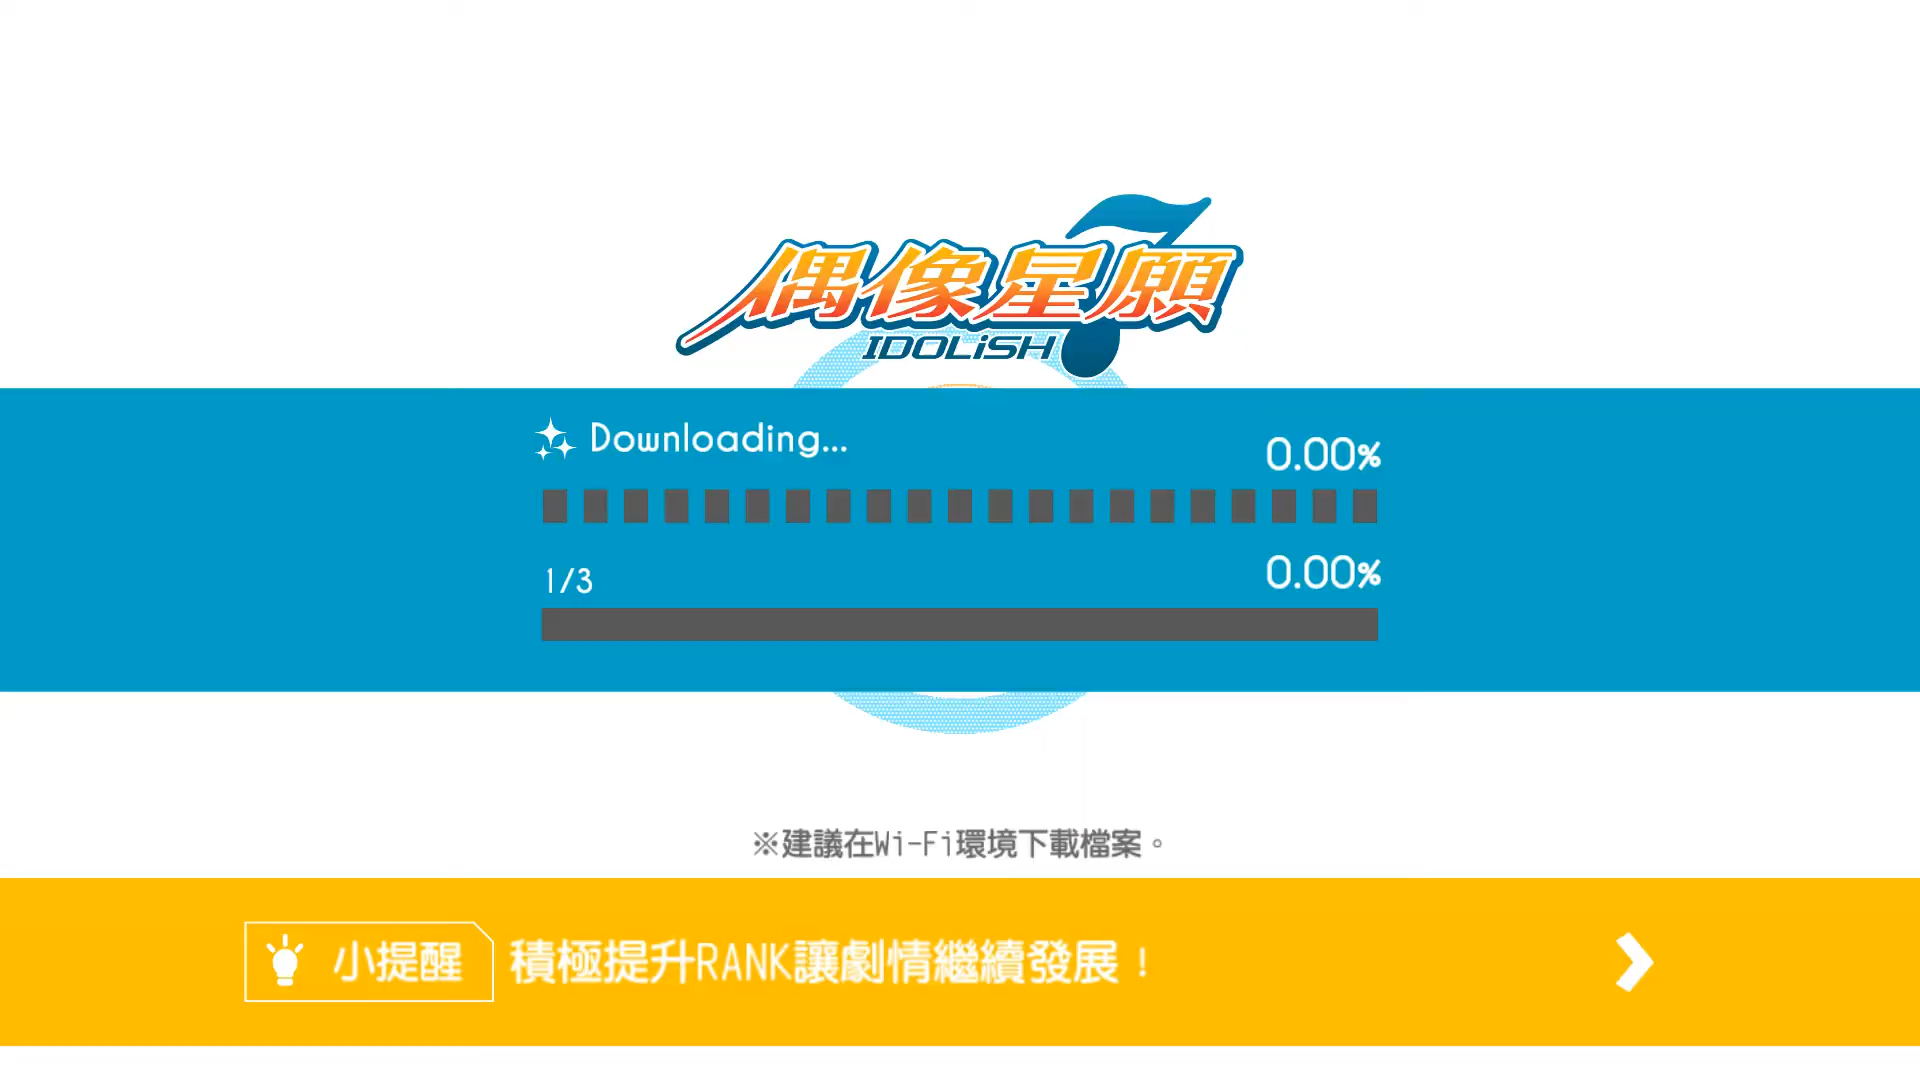 偶像星願
IDOLiSH7
Downloading...
0.00%
1/3
0.00%
※建議在Wi-Fi環境下載檔案。
小提醒
積極提升RANK讓劇情繼續發展！